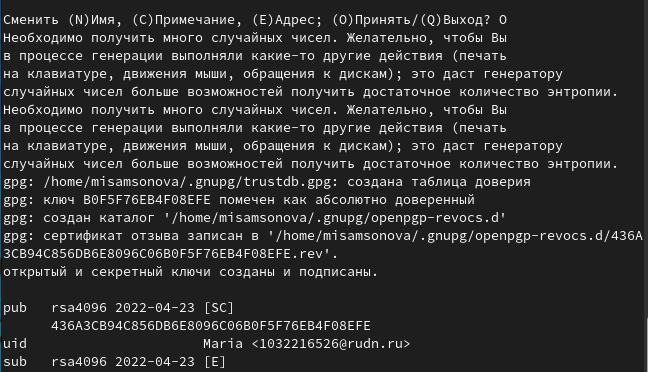 Сменить (N)Имя, (C)Примечание, (E)Адрес; (O)Принять/(Q)Выход? O
Необходимо получить много случайных чисел. Желательно, чтобы Вы
в процессе генерации выполняли какие-то другие действия (печать
на клавиатуре, движения мыши, обращения к дискам); это даст генератору
случайных чисел больше возможностей получить достаточное количество энтропии.
Необходимо получить много случайных чисел. Желательно, чтобы Вы
в процессе генерации выполняли какие-то другие действия (печать
на клавиатуре, движения мыши, обращения к дискам); это даст генератору
случайных чисел больше возможностей получить достаточное количество энтропии.
gpg: /home/misamsonova/.gnupg/trustdb.gpg: создана таблица доверия
gpg: ключ B0F5F76EB4F08EFE помечен как абсолютно доверенный
gpg: создан каталог '/home/misamsonova/.gnupg/openpgp-revocs.d'
gpg: сертификат отзыва записан в '/home/misamsonova/.gnupg/openpgp-revocs.d/436A
3CB94C856DB6E8096C06B0F5F76EB4F08EFE.rev'.
открытый и секретный ключи созданы и подписаны.
pub   rsa4096 2022-04-23 [SC]
      436A3CB94C856DB6E8096C06B0F5F76EB4F08EFE
uid                      Maria <1032216526@rudn.ru>
sub   rsa4096 2022-04-23 [E]